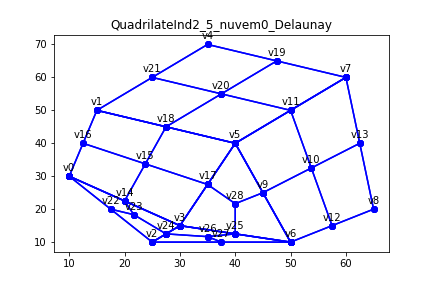 QuadrilateInd2_5_nuvem0_Delaunay
v4
v19
70
v21
v7
60
v20
v1
v11
50
v18
v16
v5
v13
40
v15
v10
v0
v17
30
v14
v9
v28
v22
v23
v8
20
v3
v24
v12
v2
v26
v25
v27
v6
10
10 20 30 40 50 60